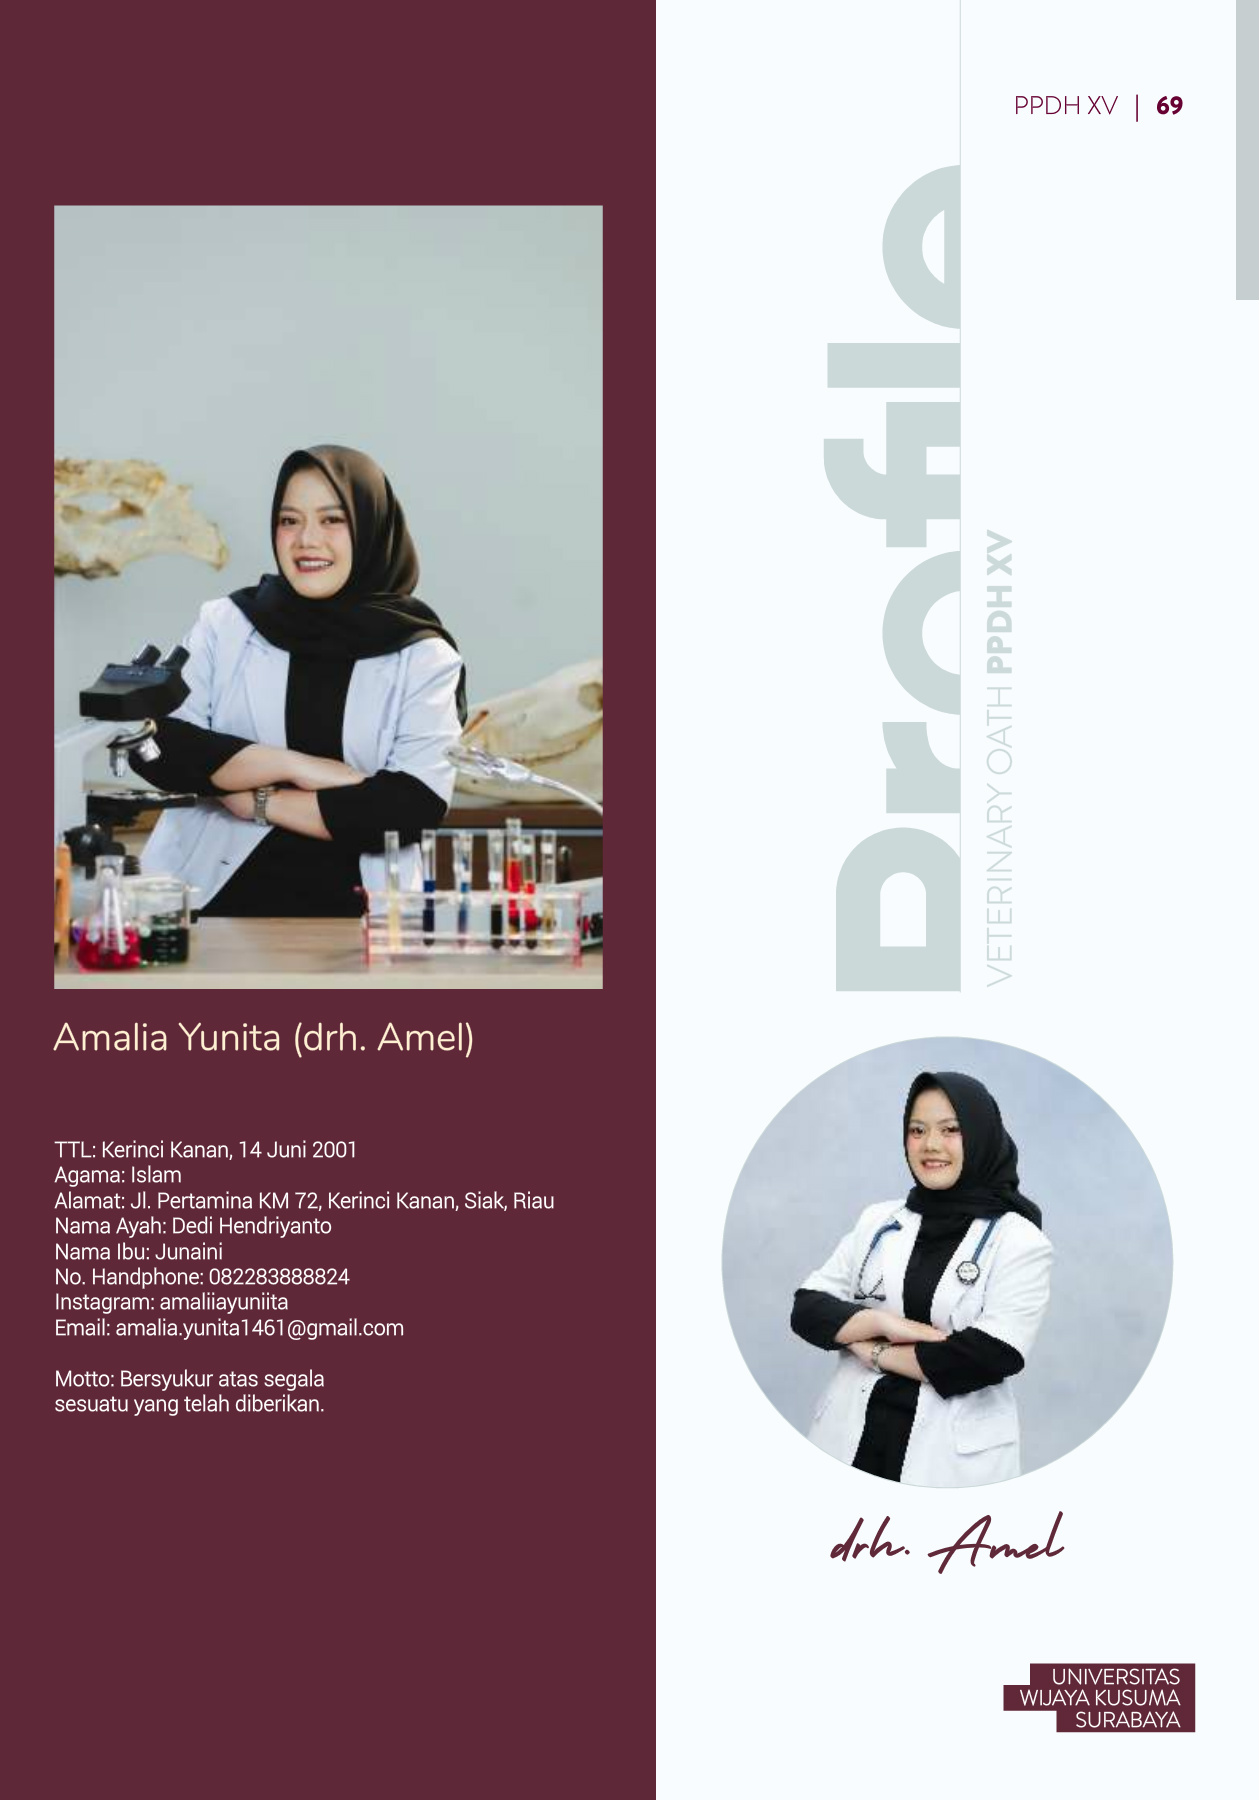 PPDH XV | 69
Profile
VETERINARY OATH PPDH XV
Amalia Yunita (drh. Amel)
TTL: Kerinci Kanan, 14 Juni 2001
Agama: Islam
Alamat: Jl. Pertamina KM 72, Kerinci Kanan, Siak, Riau
Nama Ayah: Dedi Hendriyanto
Nama Ibu: Junaini
No. Handphone: 082283888824
Instagram: amaliiayuniita
Email: amalia.yunita1461@gmail.com
Motto: Bersyukur atas segala
sesuatu yang telah diberikan.
drh. Amel
UNIVERSITAS
WIJAYA KUSUMA
SURABAYA